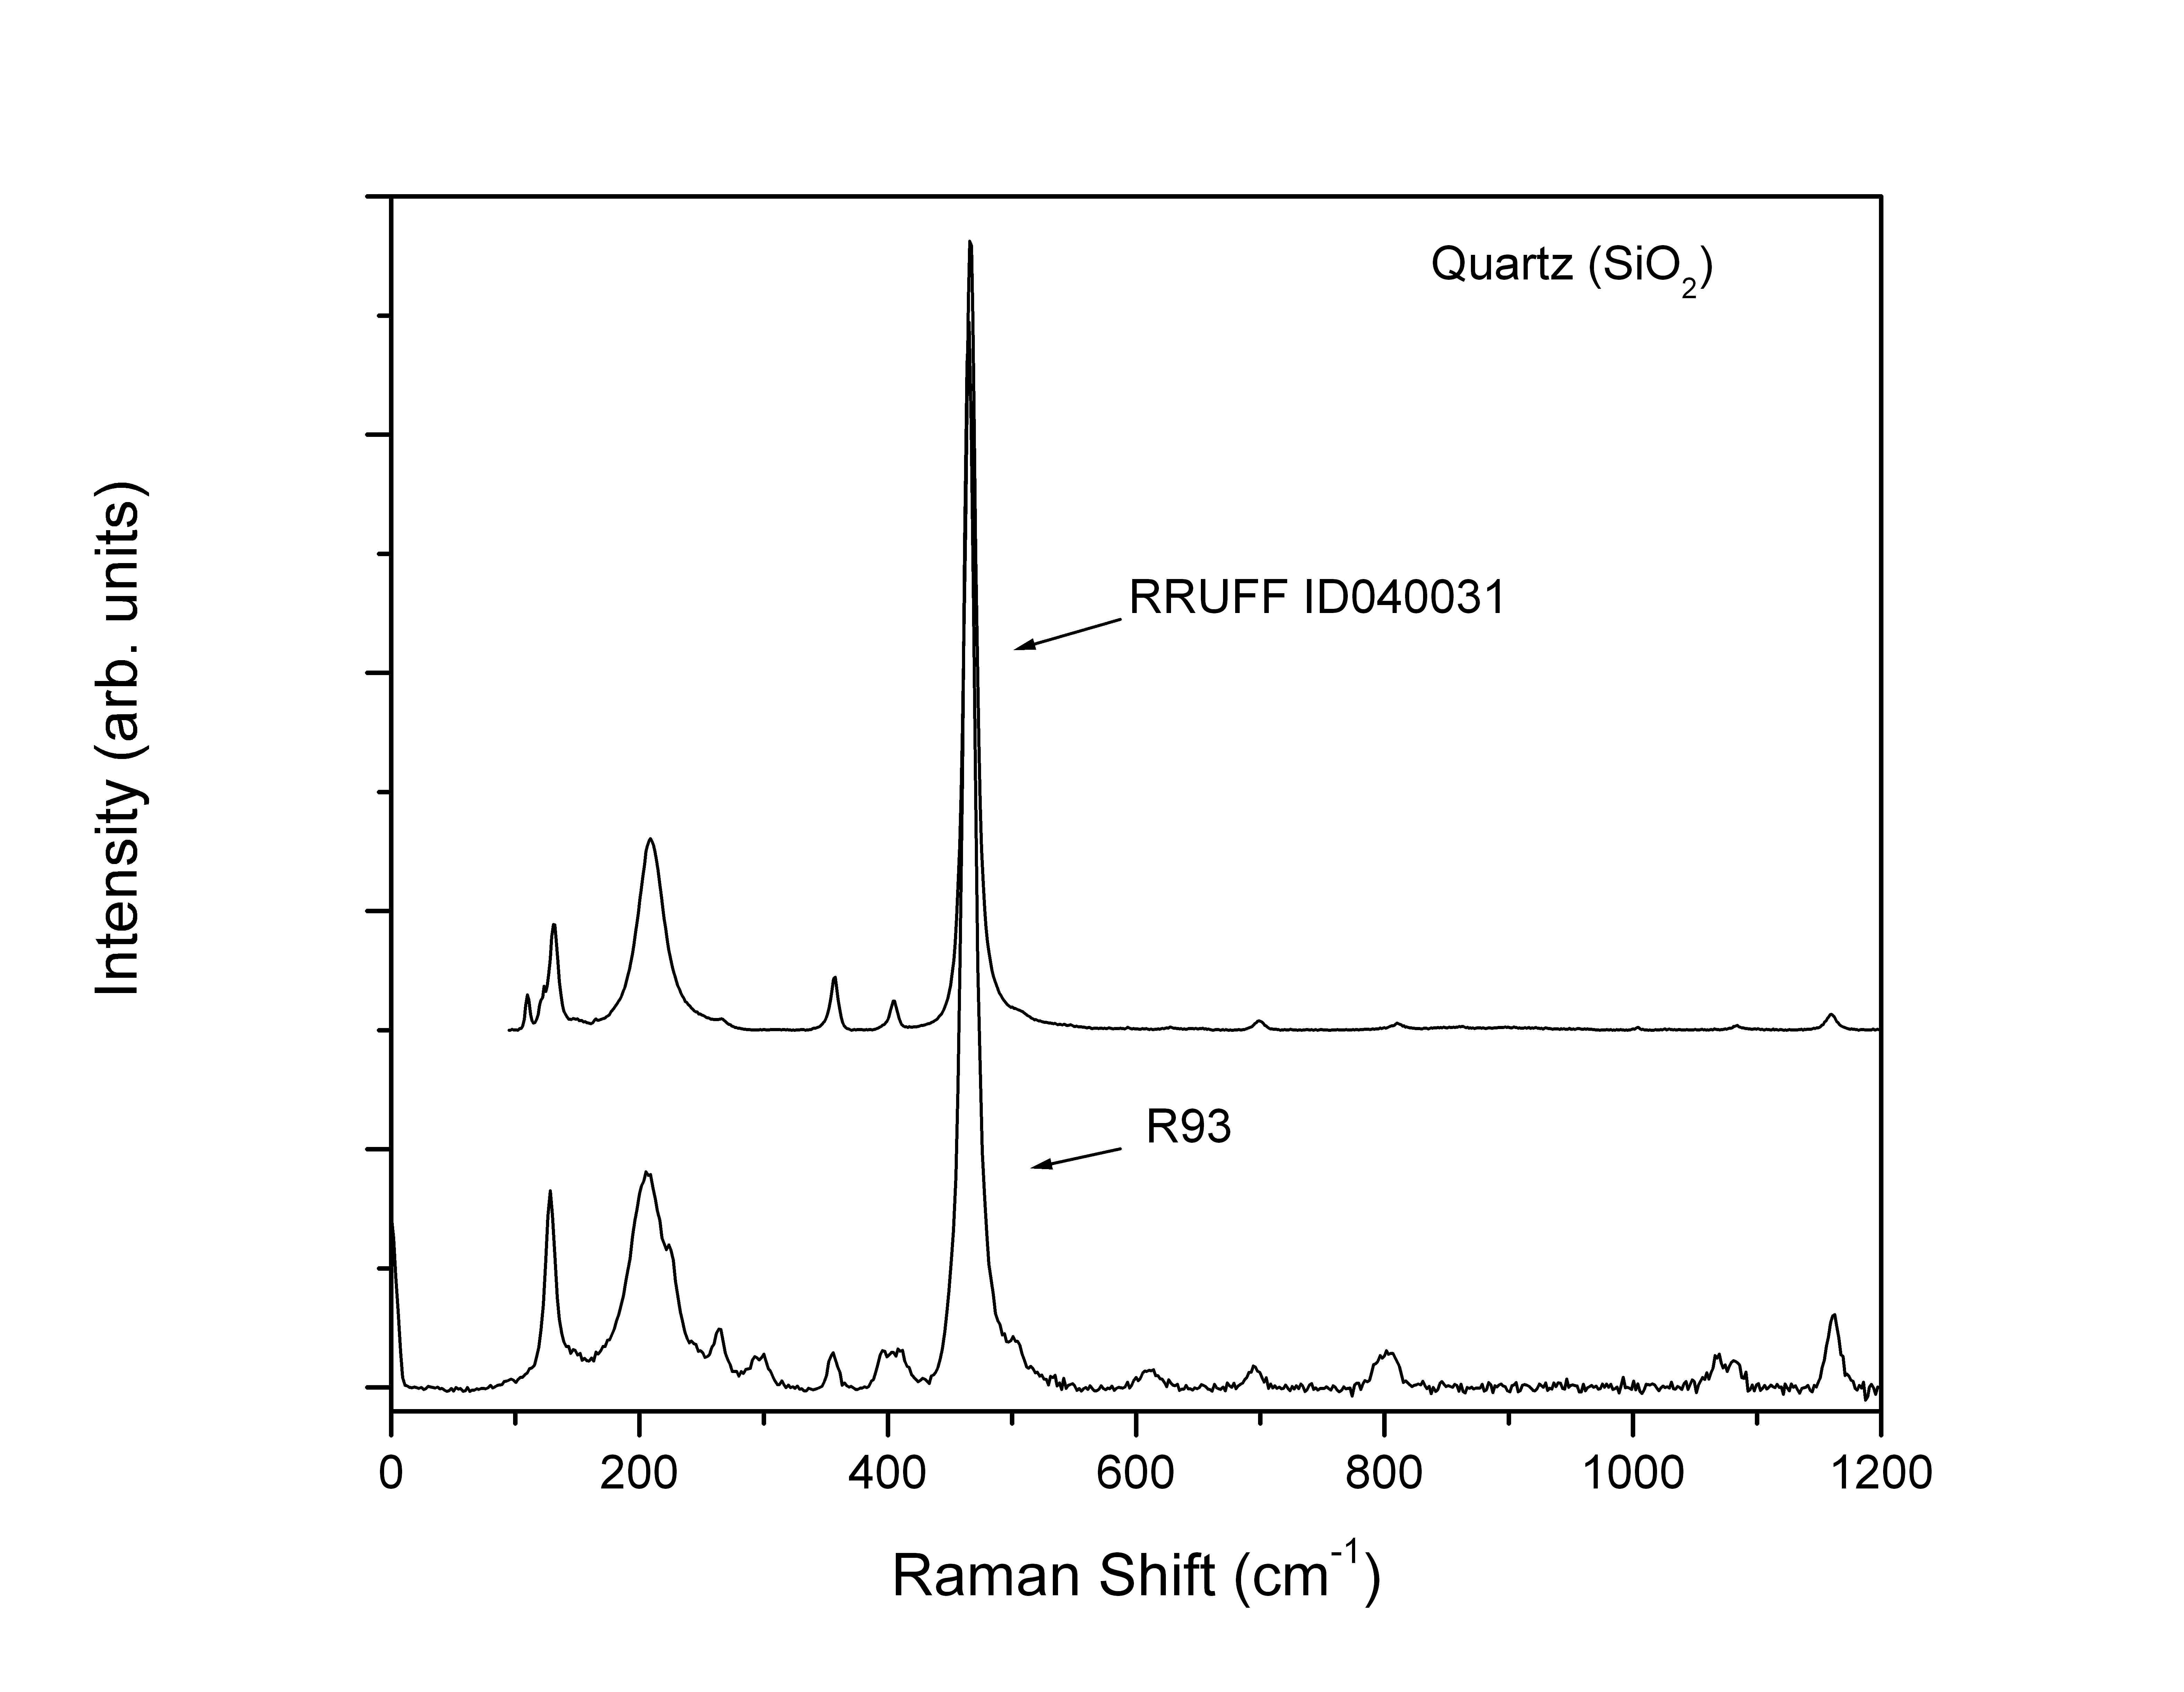 Quartz (SiO2)
RRUFF ID040031
R93
Intensity (arb. units)
0 200 400 600 800 1000 1200
Raman Shift (cm-1)